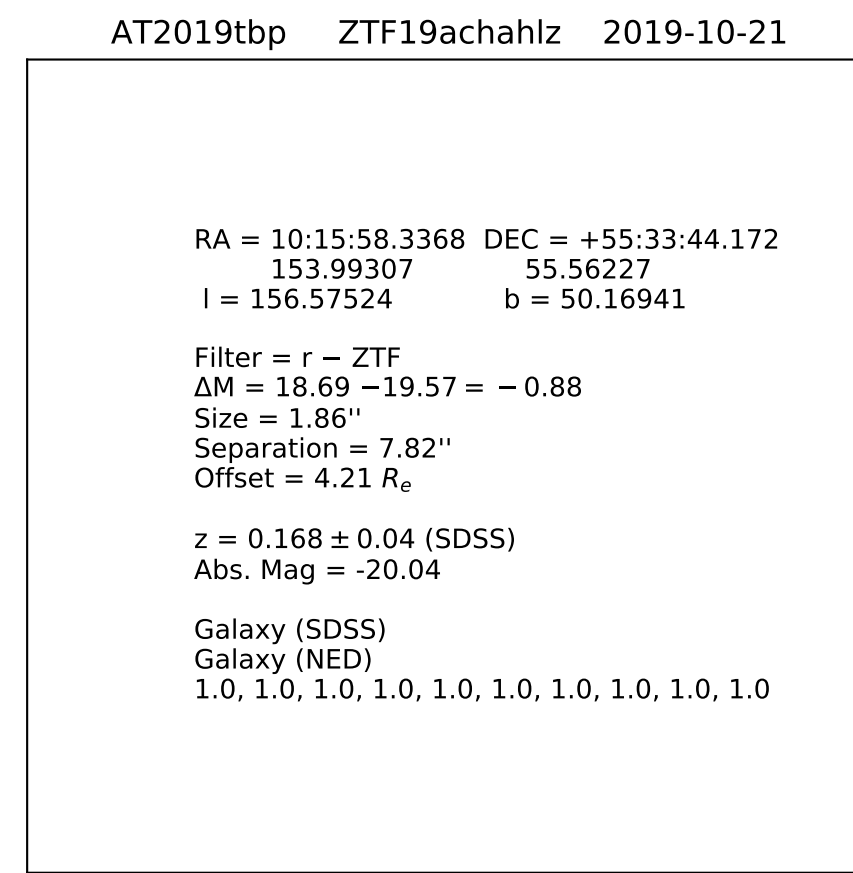 AT2019tbp ZTF19achahlz 2019-10-21
RA = 10:15:58.3368 DEC = +55:33:44.172
153.99307 55.56227
l = 156.57524 b = 50.16941
Filter = r − ZTF
ΔM = 18.69 −19.57 = − 0.88
Size = 1.86''
Separation = 7.82''
Offset = 4.21 Rₑ
z = 0.168 ± 0.04 (SDSS)
Abs. Mag = -20.04
Galaxy (SDSS)
Galaxy (NED)
1.0, 1.0, 1.0, 1.0, 1.0, 1.0, 1.0, 1.0, 1.0, 1.0